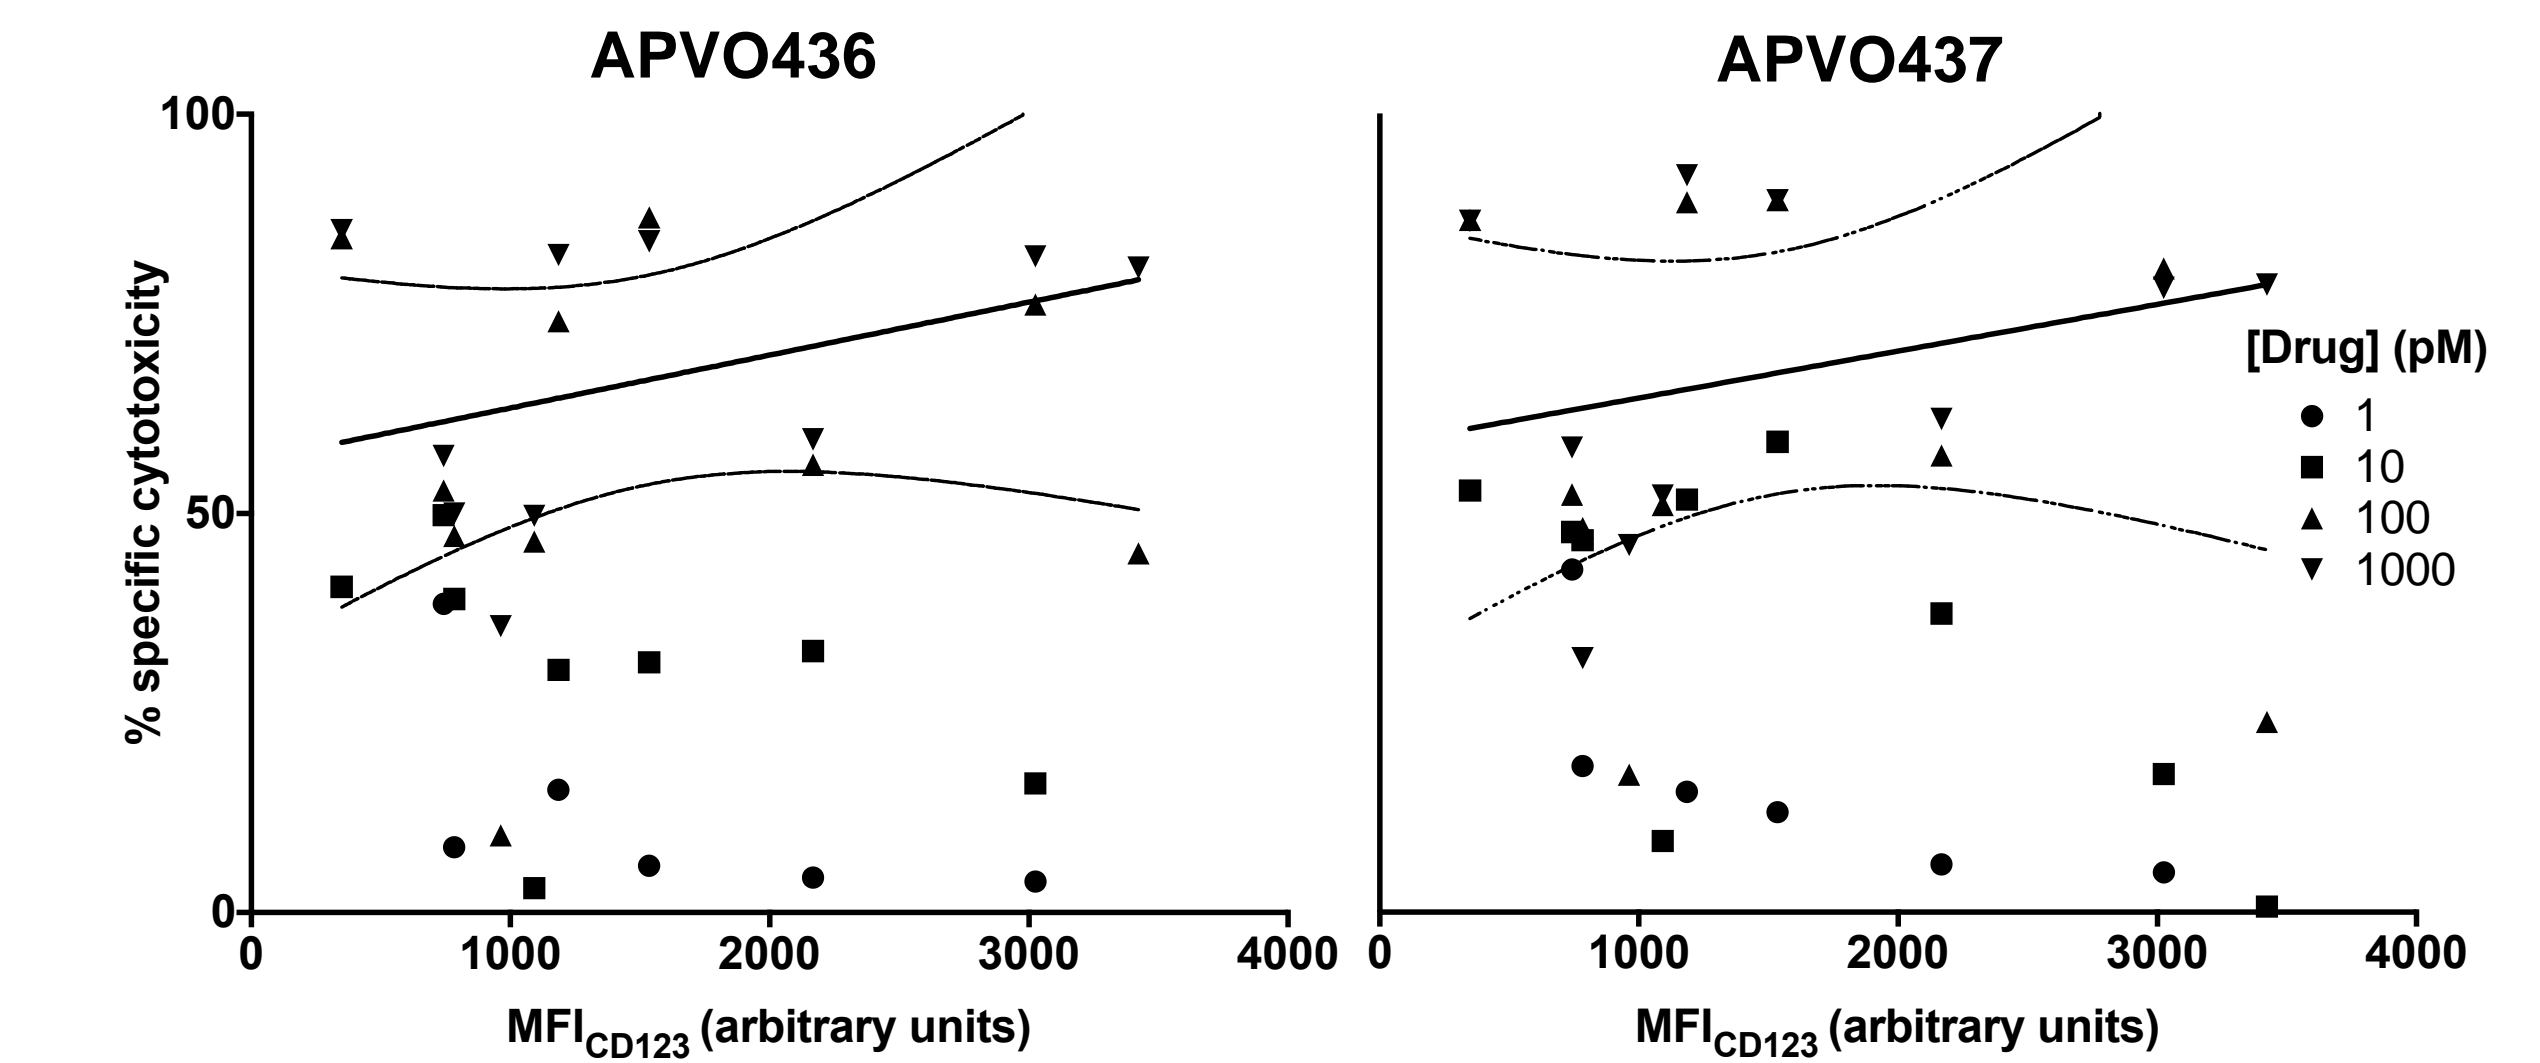 APVO436
APVO437
% specific cytotoxicity
100
50
0
0 1000 2000 3000 4000
0 1000 2000 3000 4000
MFICD123 (arbitrary units)
MFICD123 (arbitrary units)
[Drug] (pM)
1
10
100
1000